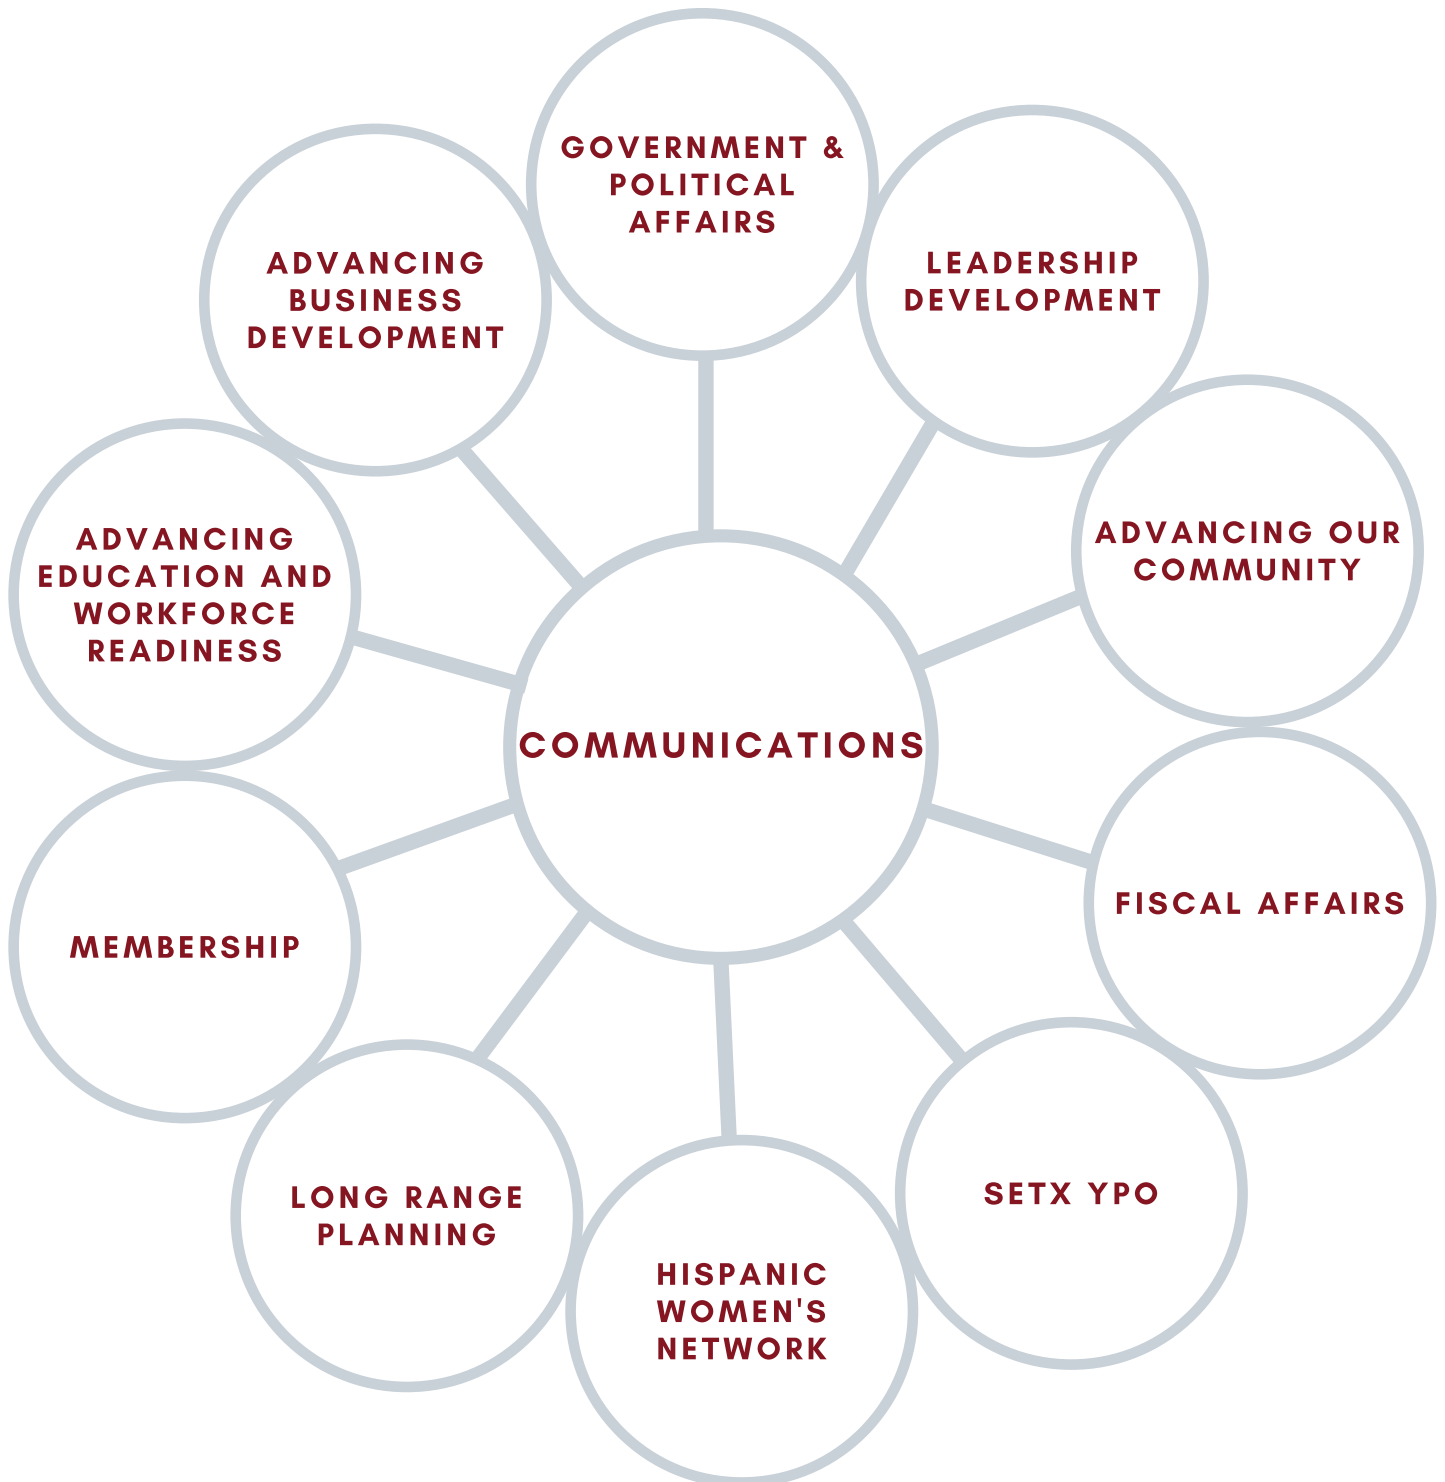 GOVERNMENT &
POLITICAL
AFFAIRS
LEADERSHIP
DEVELOPMENT
ADVANCING OUR
COMMUNITY
FISCAL AFFAIRS
SETX YPO
HISPANIC
WOMEN'S
NETWORK
LONG RANGE
PLANNING
MEMBERSHIP
ADVANCING
EDUCATION AND
WORKFORCE
READINESS
ADVANCING
BUSINESS
DEVELOPMENT
COMMUNICATIONS